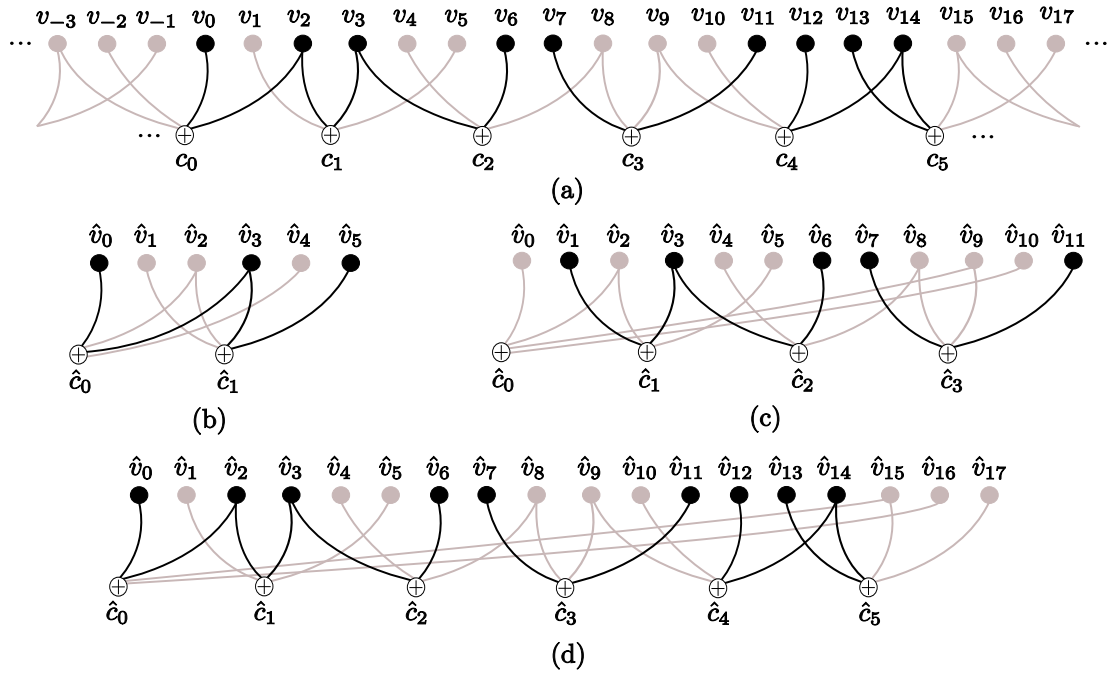 ... v₋₃ v₋₂ v₋₁ v₀ v₁ v₂ v₃ v₄ v₅ v₆ v₇ v₈ v₉ v₁₀ v₁₁ v₁₂ v₁₃ v₁₄ v₁₅ v₁₆ v₁₇ ...
... c₀ c₁ c₂ c₃ c₄ c₅ ...
(a)
v̂₀ v̂₁ v̂₂ v̂₃ v̂₄ v̂₅
ĉ₀ ĉ₁
(b)
v̂₀ v̂₁ v̂₂ v̂₃ v̂₄ v̂₅ v̂₆ v̂₇ v̂₈ v̂₉ v̂₁₀ v̂₁₁
ĉ₀ ĉ₁ ĉ₂ ĉ₃
(c)
v̂₀ v̂₁ v̂₂ v̂₃ v̂₄ v̂₅ v̂₆ v̂₇ v̂₈ v̂₉ v̂₁₀ v̂₁₁ v̂₁₂ v̂₁₃ v̂₁₄ v̂₁₅ v̂₁₆ v̂₁₇
ĉ₀ ĉ₁ ĉ₂ ĉ₃ ĉ₄ ĉ₅
(d)